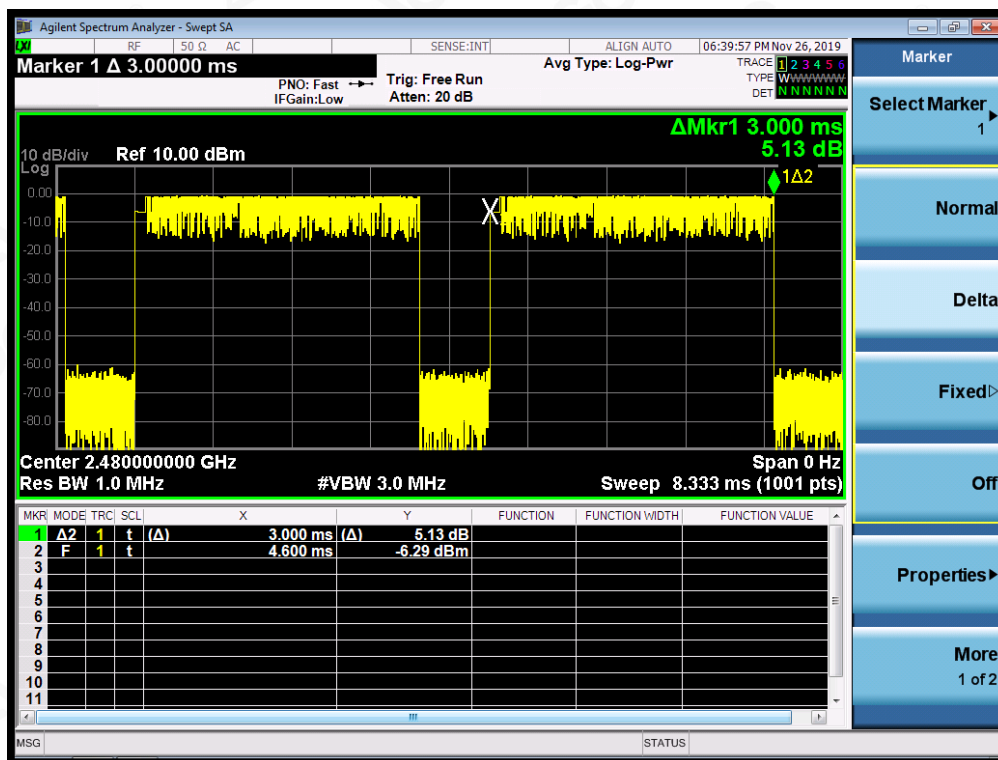 Agilent Spectrum Analyzer - Swept SA
LXI RF 50 Ω AC SENSE:INT ALIGN AUTO 06:39:57 PM Nov 26, 2019
Marker 1 Δ 3.00000 ms
PNO: Fast
IFGain:Low
Trig: Free Run
Atten: 20 dB
Avg Type: Log-Pwr
TRACE 1 2 3 4 5 6
TYPE WWWWWWW
DET N N N N N N
ΔMkr1 3.000 ms
5.13 dB
10 dB/div Ref 10.00 dBm
Log
1Δ2
0.00
-10.0
-20.0
-30.0
-40.0
-50.0
-60.0
-70.0
-80.0
Center 2.480000000 GHz Span 0 Hz
Res BW 1.0 MHz #VBW 3.0 MHz Sweep 8.333 ms (1001 pts)
MKR MODE TRC SCL X Y FUNCTION FUNCTION WIDTH FUNCTION VALUE
1 Δ2 1 t (Δ) 3.000 ms (Δ) 5.13 dB
2 F 1 t 4.600 ms -6.29 dBm
3
4
5
6
7
8
9
10
11
MSG STATUS
Marker
Select Marker
1
Normal
Delta
Fixed
Off
Properties
More
1 of 2